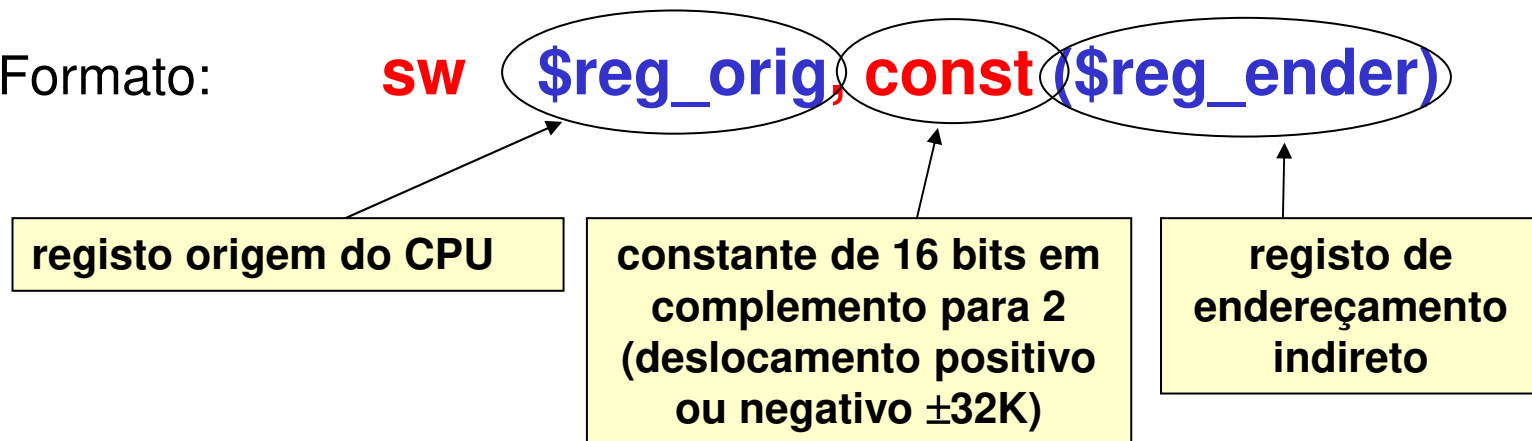 Formato: sw $reg_orig, const ($reg_ender)
registo origem do CPU
constante de 16 bits em
complemento para 2
(deslocamento positivo
ou negativo ±32K)
registo de
endereçamento
indireto